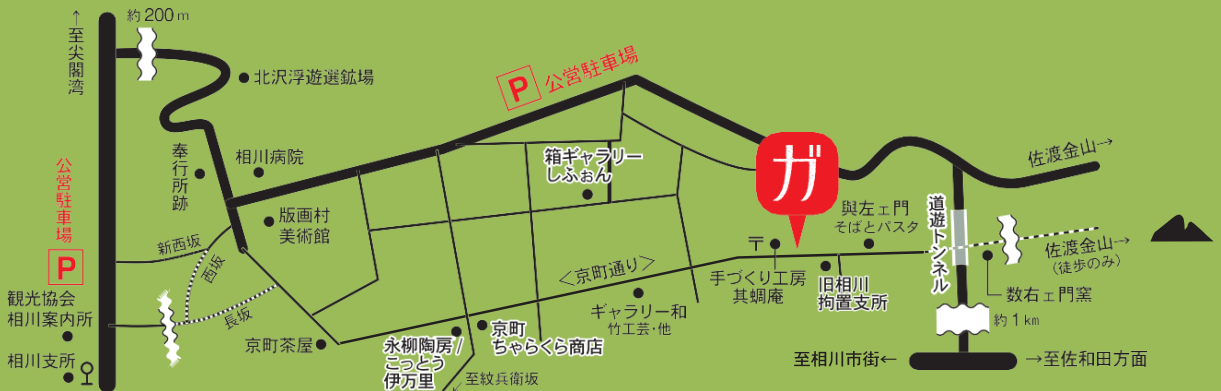 ↑至尖閣湾
約200m
北沢浮遊選鉱場
P 公営駐車場
奉行所跡
相川病院
箱ギャラリー
しふぉん
ガ
佐渡金山→
公営駐車場
P
版画村
美術館
新西坂
西坂
長坂
與左ェ門
そばとパスタ
道遊トンネル
佐渡金山→
(徒歩のみ)
観光協会
相川案内所
相川支所
京町茶屋
<京町通り>
〒
手づくり工房
其蜩庵
旧相川
拘置支所
数右ェ門窯
ギャラリー和
竹工芸・他
永柳陶房/
こっとう
伊万里
京町
ちゃらくら商店
←至紋兵衛坂
約1km
至相川市街←
→至佐和田方面